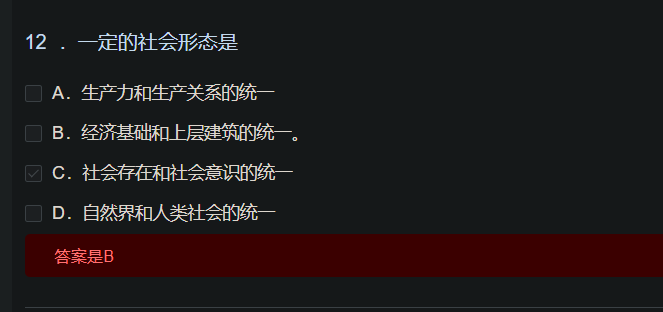 12 ．一定的社会形态是
A．生产力和生产关系的统一
B．经济基础和上层建筑的统一。
C．社会存在和社会意识的统一
D．自然界和人类社会的统一
答案是B